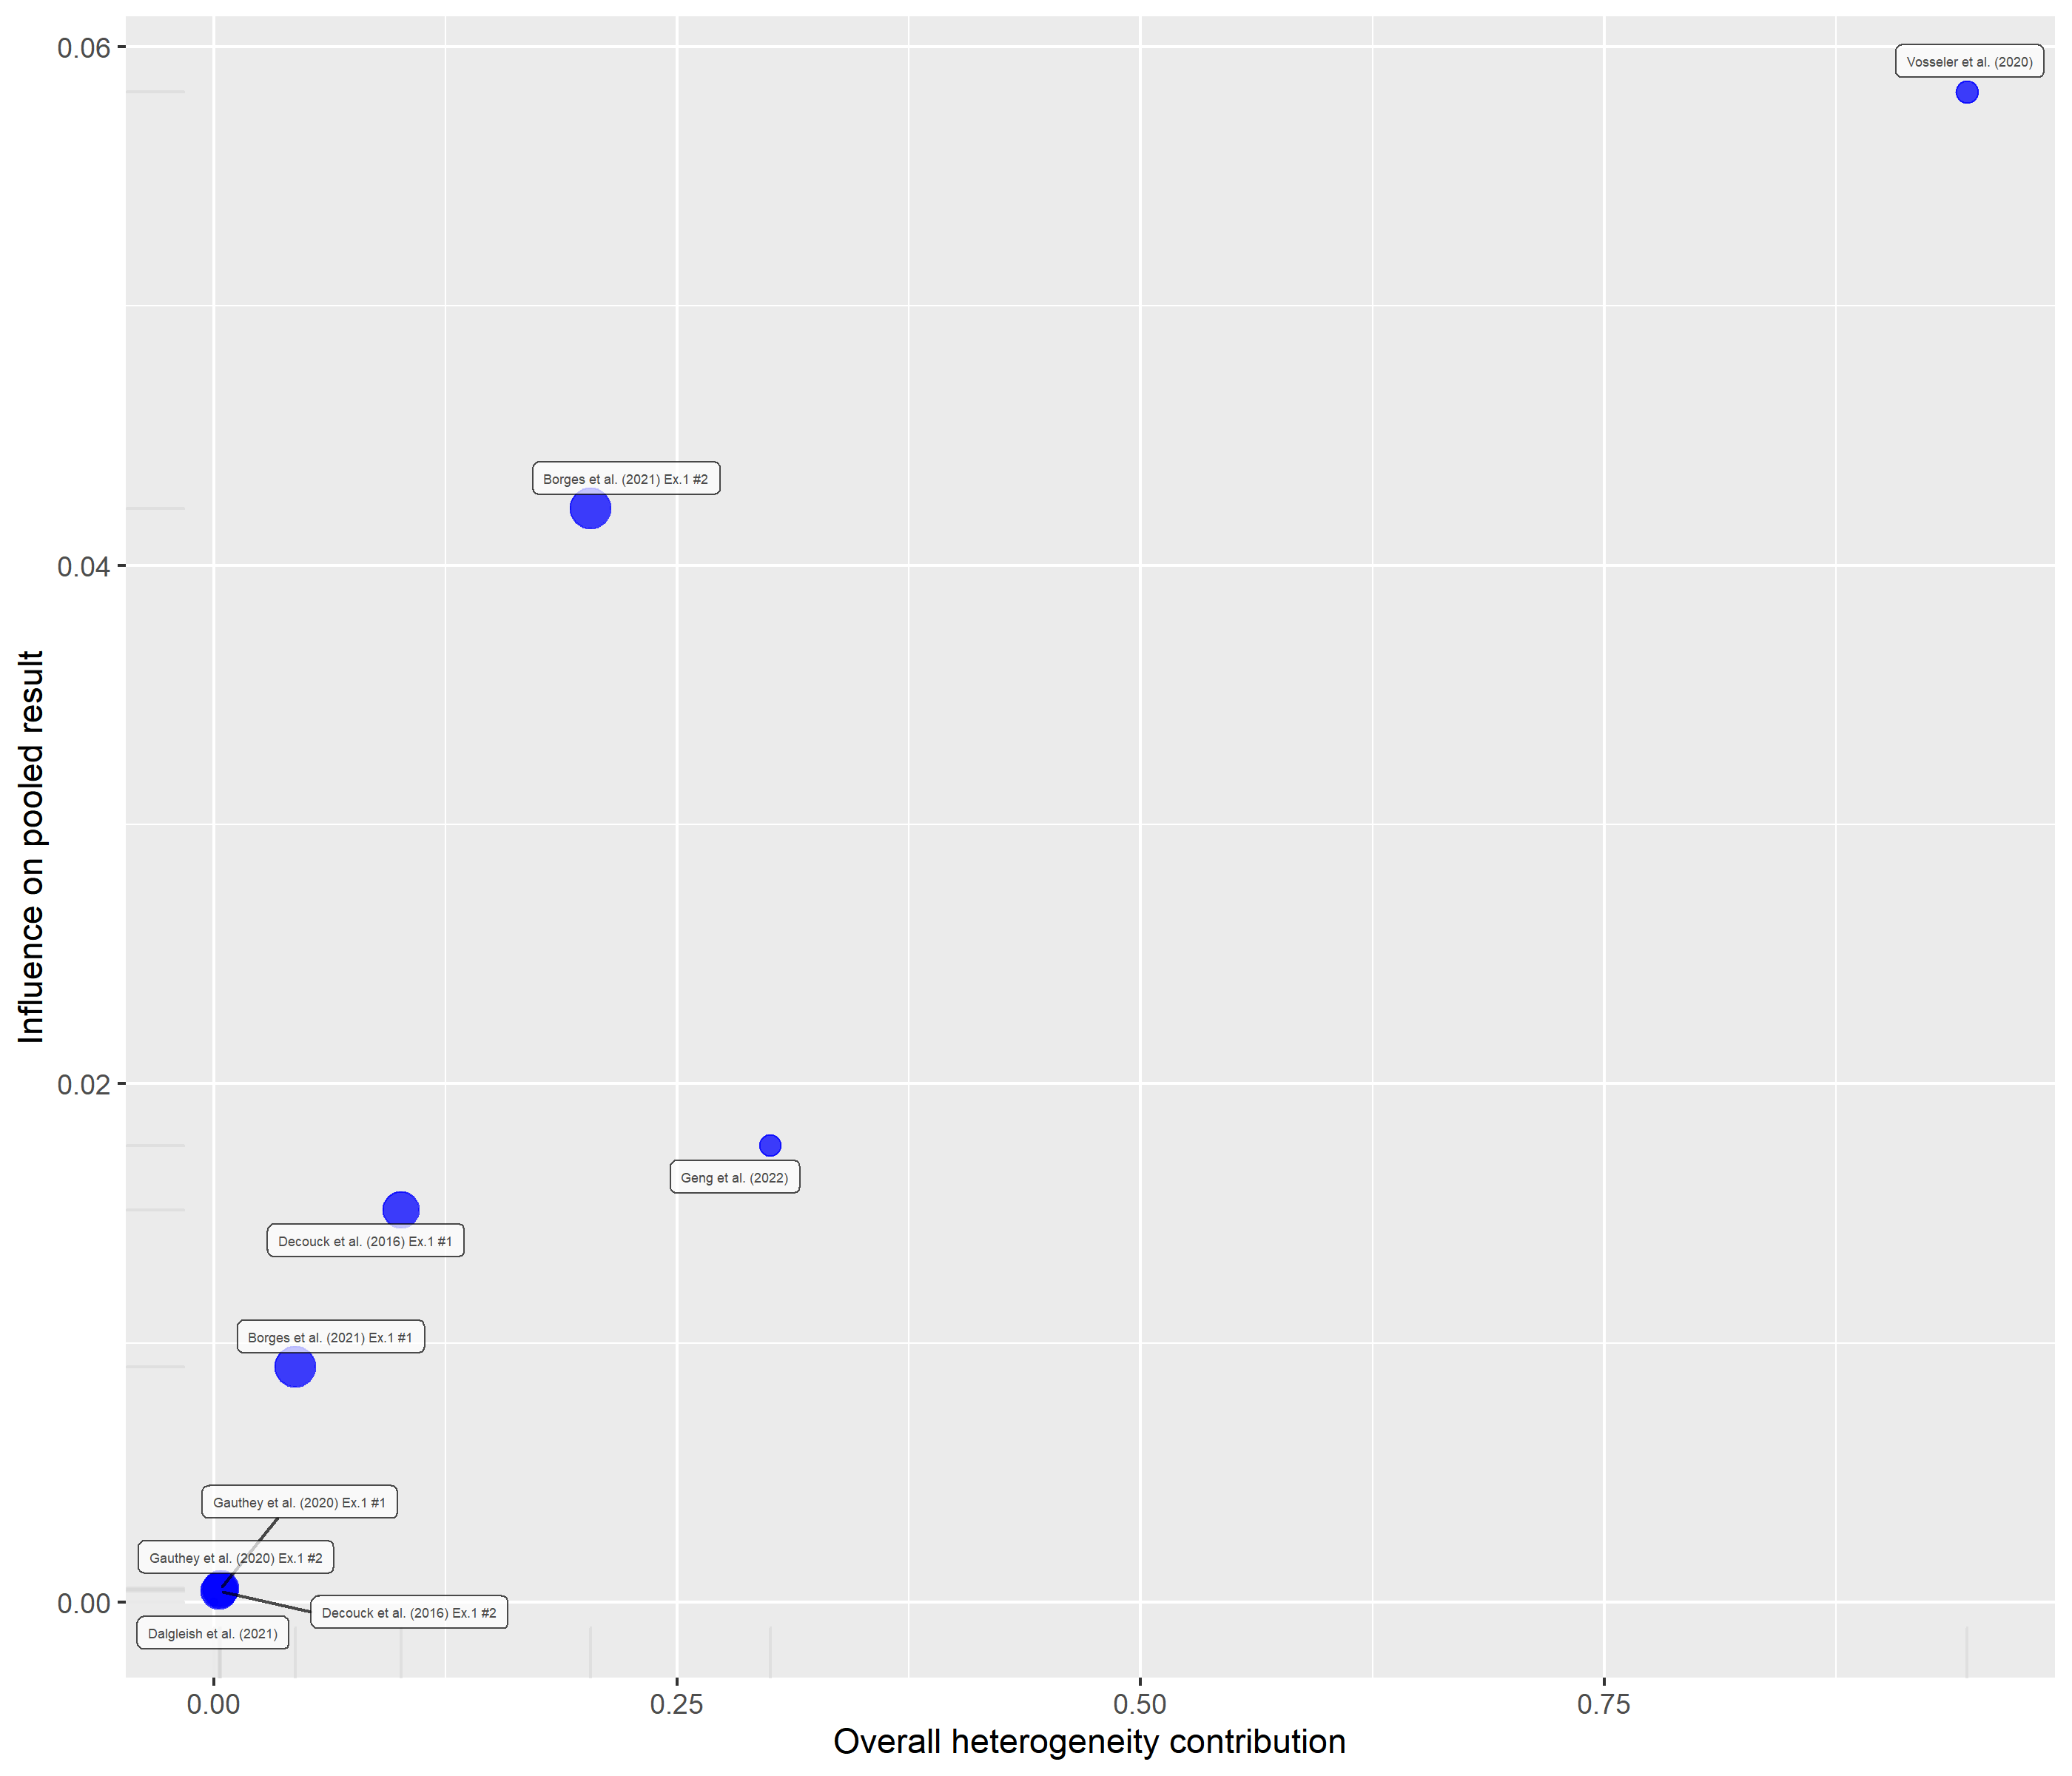 0.06
Vosseler et al. (2020)
Borges et al. (2021) Ex.1 #2
0.04
Influence on pooled result
0.02
Geng et al. (2022)
Decouck et al. (2016) Ex.1 #1
Borges et al. (2021) Ex.1 #1
Gauthey et al. (2020) Ex.1 #1
Gauthey et al. (2020) Ex.1 #2
0.00
Decouck et al. (2016) Ex.1 #2
Dalgleish et al. (2021)
0.00 0.25 0.50 0.75
Overall heterogeneity contribution